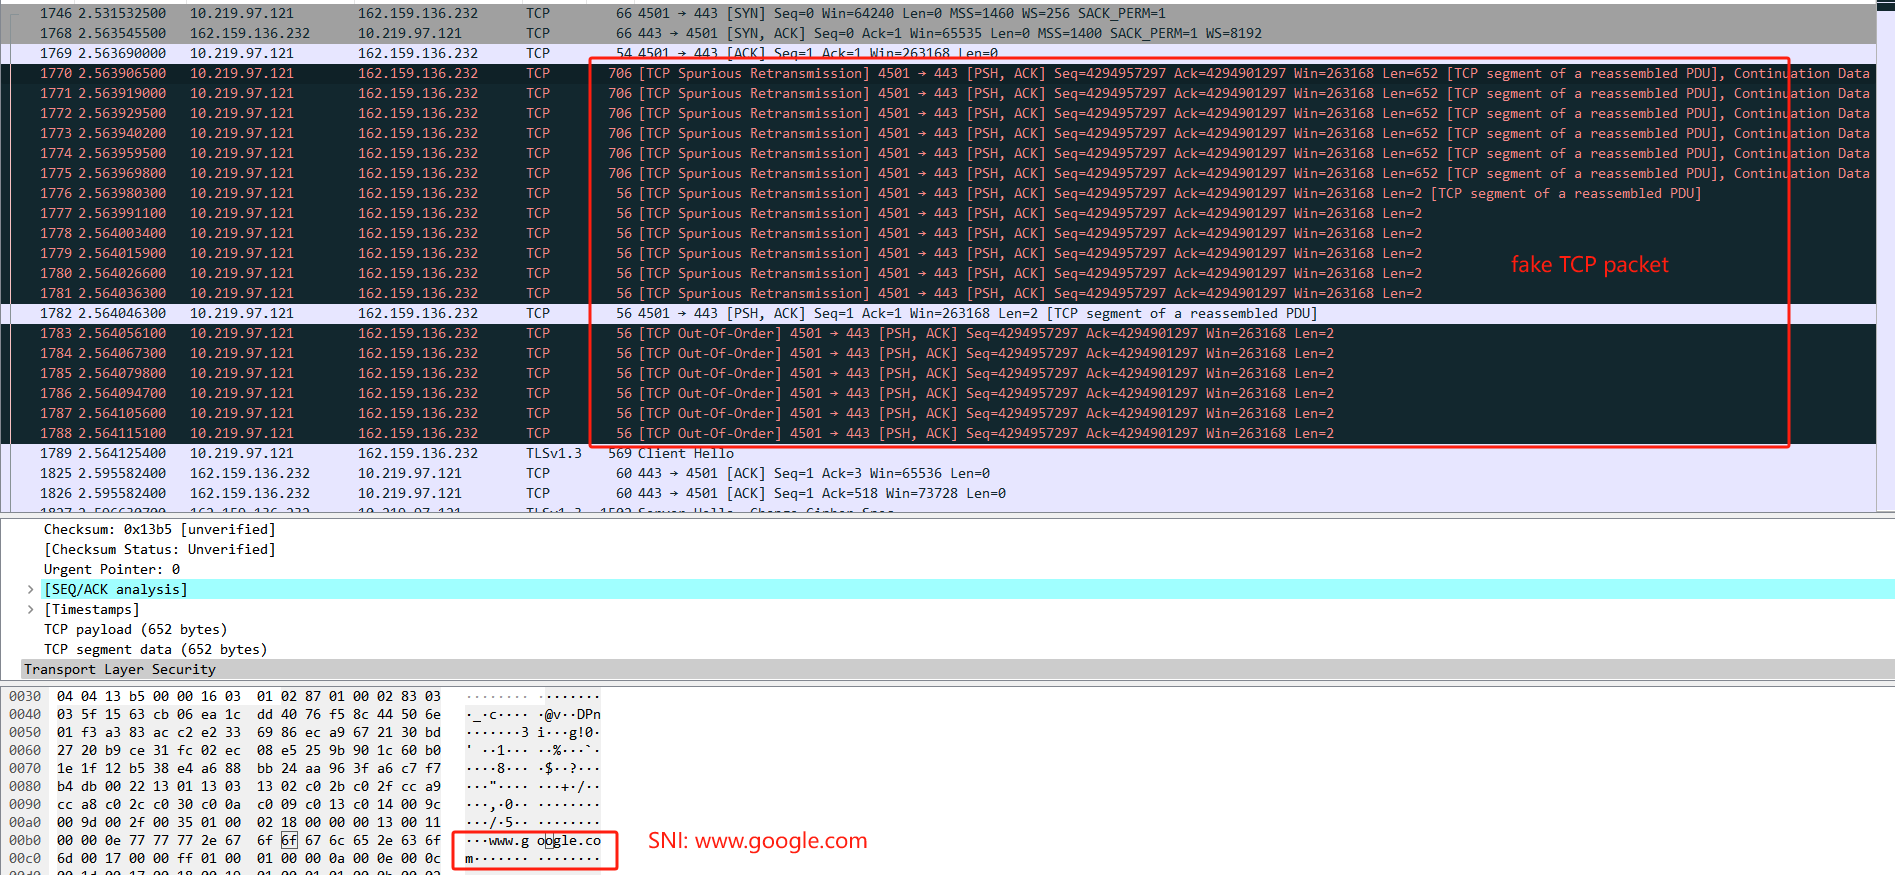 1746 2.531532500 10.219.97.121 162.159.136.232 TCP 66 4501 → 443 [SYN] Seq=0 Win=64240 Len=0 MSS=1460 WS=256 SACK_PERM=1
1768 2.563545500 162.159.136.232 10.219.97.121 TCP 66 443 → 4501 [SYN, ACK] Seq=0 Ack=1 Win=65535 Len=0 MSS=1400 SACK_PERM=1 WS=8192
1769 2.563690000 10.219.97.121 162.159.136.232 TCP 54 4501 → 443 [ACK] Seq=1 Ack=1 Win=263168 Len=0
1770 2.563906500 10.219.97.121 162.159.136.232 TCP 706 [TCP Spurious Retransmission] 4501 → 443 [PSH, ACK] Seq=4294957297 Ack=4294901297 Win=263168 Len=652 [TCP segment of a reassembled PDU], Continuation Data
1771 2.563919000 10.219.97.121 162.159.136.232 TCP 706 [TCP Spurious Retransmission] 4501 → 443 [PSH, ACK] Seq=4294957297 Ack=4294901297 Win=263168 Len=652 [TCP segment of a reassembled PDU], Continuation Data
1772 2.563929500 10.219.97.121 162.159.136.232 TCP 706 [TCP Spurious Retransmission] 4501 → 443 [PSH, ACK] Seq=4294957297 Ack=4294901297 Win=263168 Len=652 [TCP segment of a reassembled PDU], Continuation Data
1773 2.563940200 10.219.97.121 162.159.136.232 TCP 706 [TCP Spurious Retransmission] 4501 → 443 [PSH, ACK] Seq=4294957297 Ack=4294901297 Win=263168 Len=652 [TCP segment of a reassembled PDU], Continuation Data
1774 2.563959500 10.219.97.121 162.159.136.232 TCP 706 [TCP Spurious Retransmission] 4501 → 443 [PSH, ACK] Seq=4294957297 Ack=4294901297 Win=263168 Len=652 [TCP segment of a reassembled PDU], Continuation Data
1775 2.563969800 10.219.97.121 162.159.136.232 TCP 706 [TCP Spurious Retransmission] 4501 → 443 [PSH, ACK] Seq=4294957297 Ack=4294901297 Win=263168 Len=652 [TCP segment of a reassembled PDU], Continuation Data
1776 2.563980300 10.219.97.121 162.159.136.232 TCP 56 [TCP Spurious Retransmission] 4501 → 443 [PSH, ACK] Seq=4294957297 Ack=4294901297 Win=263168 Len=2 [TCP segment of a reassembled PDU]
1777 2.563991100 10.219.97.121 162.159.136.232 TCP 56 [TCP Spurious Retransmission] 4501 → 443 [PSH, ACK] Seq=4294957297 Ack=4294901297 Win=263168 Len=2
1778 2.564003400 10.219.97.121 162.159.136.232 TCP 56 [TCP Spurious Retransmission] 4501 → 443 [PSH, ACK] Seq=4294957297 Ack=4294901297 Win=263168 Len=2
1779 2.564015900 10.219.97.121 162.159.136.232 TCP 56 [TCP Spurious Retransmission] 4501 → 443 [PSH, ACK] Seq=4294957297 Ack=4294901297 Win=263168 Len=2
fake TCP packet
1780 2.564026600 10.219.97.121 162.159.136.232 TCP 56 [TCP Spurious Retransmission] 4501 → 443 [PSH, ACK] Seq=4294957297 Ack=4294901297 Win=263168 Len=2
1781 2.564036300 10.219.97.121 162.159.136.232 TCP 56 [TCP Spurious Retransmission] 4501 → 443 [PSH, ACK] Seq=4294957297 Ack=4294901297 Win=263168 Len=2
1782 2.564046300 10.219.97.121 162.159.136.232 TCP 56 4501 → 443 [PSH, ACK] Seq=1 Ack=1 Win=263168 Len=2 [TCP segment of a reassembled PDU]
1783 2.564056100 10.219.97.121 162.159.136.232 TCP 56 [TCP Out-Of-Order] 4501 → 443 [PSH, ACK] Seq=4294957297 Ack=4294901297 Win=263168 Len=2
1784 2.564067300 10.219.97.121 162.159.136.232 TCP 56 [TCP Out-Of-Order] 4501 → 443 [PSH, ACK] Seq=4294957297 Ack=4294901297 Win=263168 Len=2
1785 2.564079800 10.219.97.121 162.159.136.232 TCP 56 [TCP Out-Of-Order] 4501 → 443 [PSH, ACK] Seq=4294957297 Ack=4294901297 Win=263168 Len=2
1786 2.564094700 10.219.97.121 162.159.136.232 TCP 56 [TCP Out-Of-Order] 4501 → 443 [PSH, ACK] Seq=4294957297 Ack=4294901297 Win=263168 Len=2
1787 2.564105600 10.219.97.121 162.159.136.232 TCP 56 [TCP Out-Of-Order] 4501 → 443 [PSH, ACK] Seq=4294957297 Ack=4294901297 Win=263168 Len=2
1788 2.564115100 10.219.97.121 162.159.136.232 TCP 56 [TCP Out-Of-Order] 4501 → 443 [PSH, ACK] Seq=4294957297 Ack=4294901297 Win=263168 Len=2
1789 2.564125400 10.219.97.121 162.159.136.232 TLSv1.3 569 Client Hello
1825 2.595582400 162.159.136.232 10.219.97.121 TCP 60 443 → 4501 [ACK] Seq=1 Ack=3 Win=65536 Len=0
1826 2.595582400 162.159.136.232 10.219.97.121 TCP 60 443 → 4501 [ACK] Seq=1 Ack=518 Win=73728 Len=0
Checksum: 0x13b5 [unverified]
[Checksum Status: Unverified]
Urgent Pointer: 0
[SEQ/ACK analysis]
[Timestamps]
TCP payload (652 bytes)
TCP segment data (652 bytes)
Transport Layer Security
0030 04 04 13 b5 00 00 16 03 01 02 87 01 00 02 83 03 ········ ········
0040 03 5f 15 63 cb 06 ea 1c dd 40 76 f5 8c 44 50 6e ·_·c···· ·@v··DPn
0050 01 f3 a3 83 ac c2 e2 33 69 86 ec a9 67 21 30 bd ·······3 i···g!0·
0060 27 20 b9 ce 31 fc 02 ec 08 e5 25 9b 90 1c 60 b0 ' ··1··· ··%···`·
0070 1e 1f 12 b5 38 e4 a6 88 bb 24 aa 96 3f a6 c7 f7 ····8··· ·$··?···
0080 b4 db 00 22 13 01 13 03 13 02 c0 2b c0 2f cc a9 ···"···· ···+·/··
0090 cc a8 c0 2c c0 30 c0 0a c0 09 c0 13 c0 14 00 9c ···,·0·· ········
00a0 00 9d 00 2f 00 35 01 00 02 18 00 00 00 13 00 11 ···/·5·· ········
00b0 00 00 0e 77 77 77 2e 67 6f 6f 67 6c 65 2e 63 6f ···www.g oogle.co
SNI: www.google.com
00c0 6d 00 17 00 00 ff 01 00 01 00 00 0a 00 0e 00 0c m······· ········